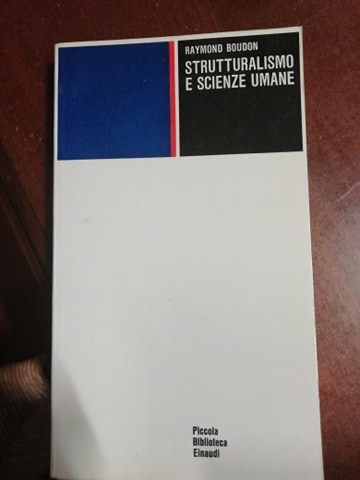 RAYMOND BOUDON
STRUTTURALISMO
E SCIENZE UMANE
Piccola
Biblioteca
Einaudi